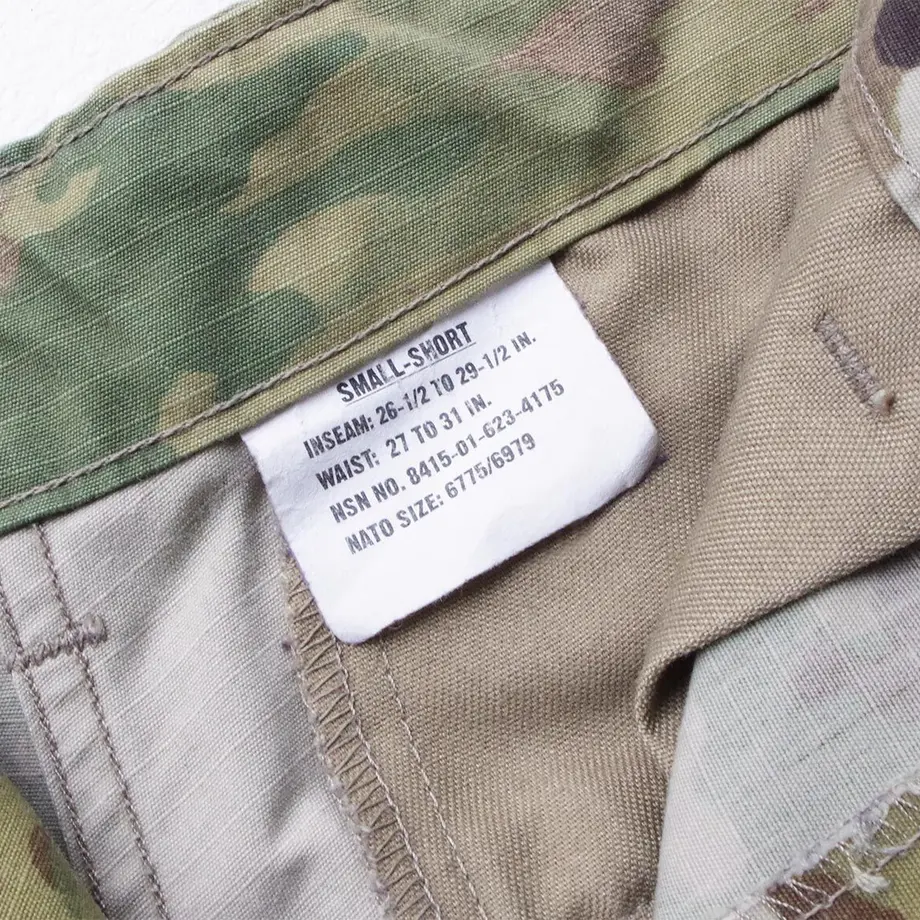 SMALL-SHORT
INSEAM: 26-1/2 TO 29-1/2 IN.
WAIST: 27 TO 31 IN.
NSN NO. 8415-01-623-4175
NATO SIZE: 6775/6979